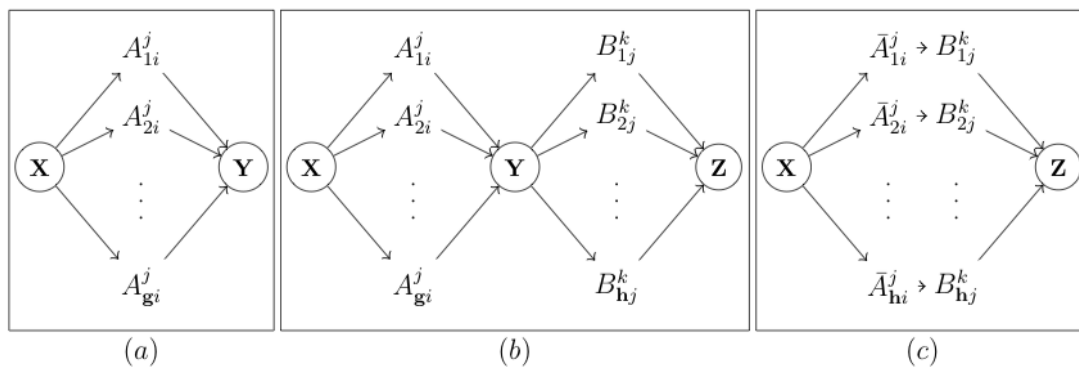 A^j_{1i}
A^j_{2i}
X Y
A^j_{gi}
(a)
A^j_{1i} B^k_{1j}
A^j_{2i} B^k_{2j}
X Y Z
A^j_{gi} B^k_{hj}
(b)
Ā^j_{1i} B^k_{1j}
Ā^j_{2i} B^k_{2j}
X Z
Ā^j_{hi} B^k_{hj}
(c)